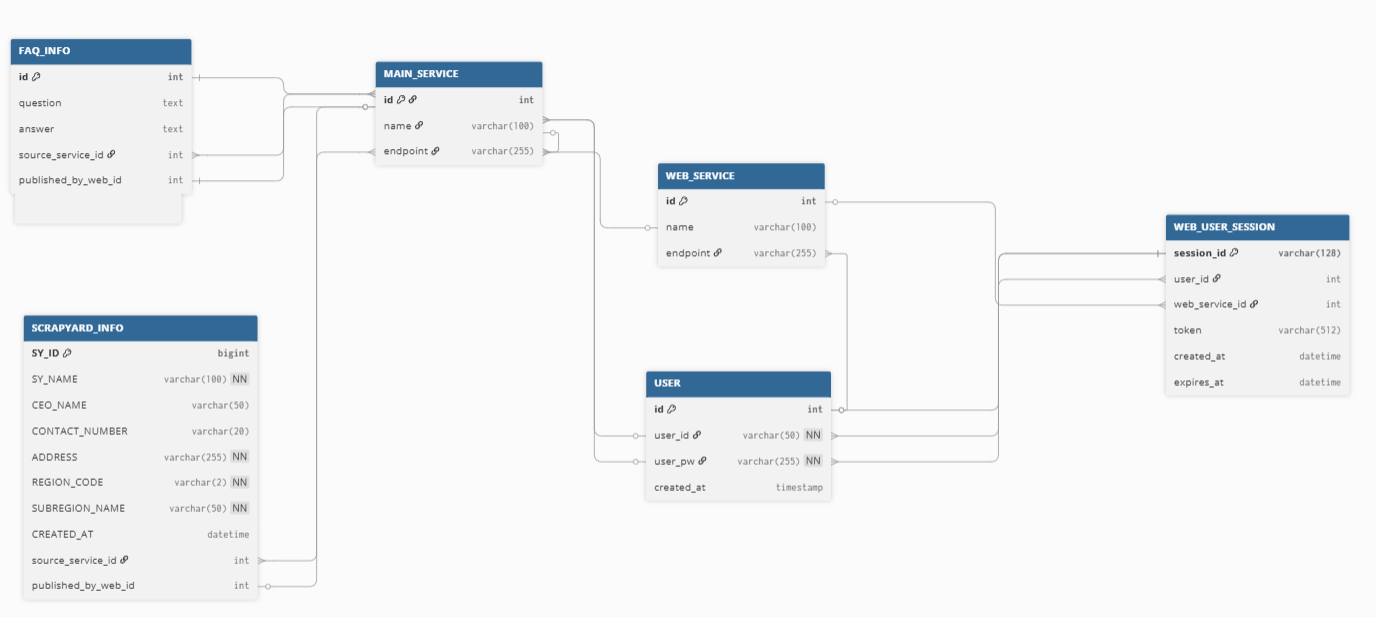 FAQ_INFO
id int
question text
answer text
source_service_id int
published_by_web_id int
MAIN_SERVICE
id int
name varchar(100)
endpoint varchar(255)
WEB_SERVICE
id int
name varchar(100)
endpoint varchar(255)
WEB_USER_SESSION
session_id varchar(128)
user_id int
web_service_id int
token varchar(512)
created_at datetime
expires_at datetime
SCRAPYARD_INFO
SY_ID bigint
SY_NAME varchar(100) NN
CEO_NAME varchar(50)
CONTACT_NUMBER varchar(20)
ADDRESS varchar(255) NN
REGION_CODE varchar(2) NN
SUBREGION_NAME varchar(50) NN
CREATED_AT datetime
source_service_id int
published_by_web_id int
USER
id int
user_id varchar(50) NN
user_pw varchar(255) NN
created_at timestamp